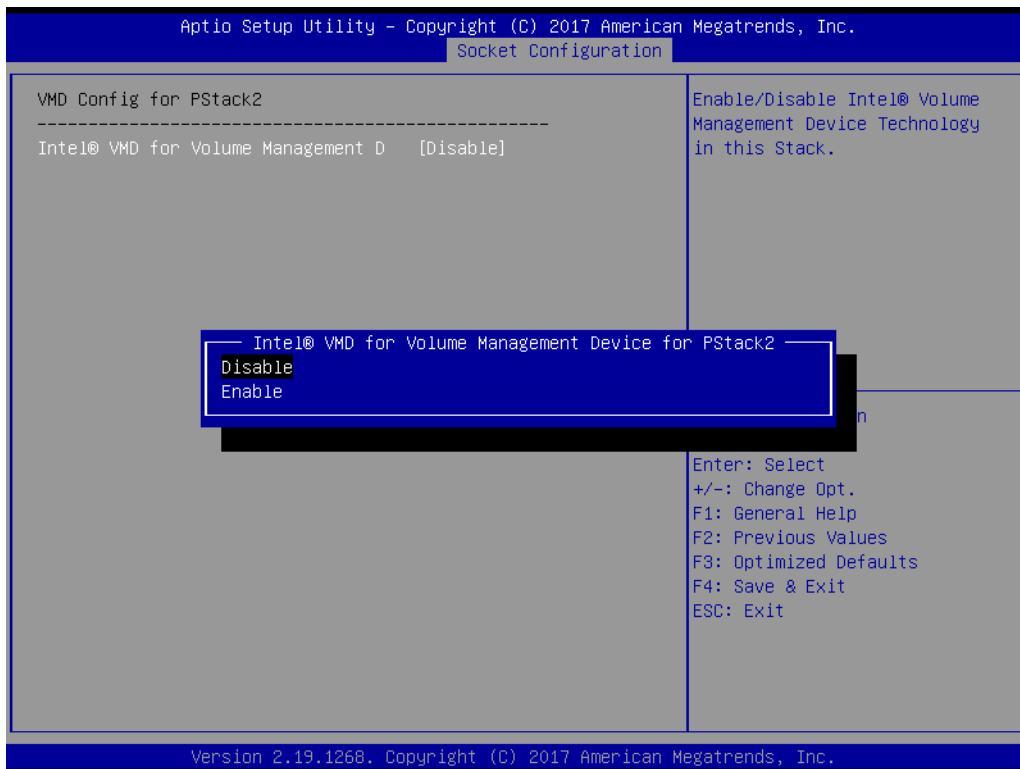 Aptio Setup Utility – Copyright (C) 2017 American Megatrends, Inc.
Socket Configuration
VMD Config for PStack2
--------------------------------------------------
Intel® VMD for Volume Management D [Disable]
Enable/Disable Intel® Volume
Management Device Technology
in this Stack.
Intel® VMD for Volume Management Device for PStack2
Disable
Enable
Enter: Select
+/-: Change Opt.
F1: General Help
F2: Previous Values
F3: Optimized Defaults
F4: Save & Exit
ESC: Exit
Version 2.19.1268. Copyright (C) 2017 American Megatrends, Inc.